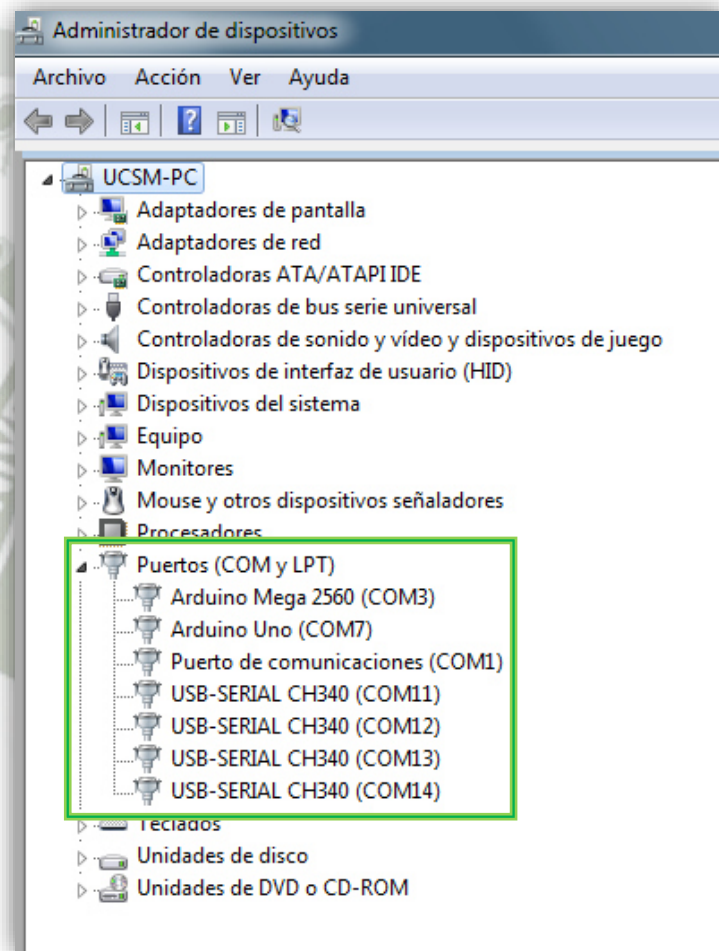 Administrador de dispositivos
Archivo Acción Ver Ayuda
UCSM-PC
Adaptadores de pantalla
Adaptadores de red
Controladoras ATA/ATAPI IDE
Controladoras de bus serie universal
Controladoras de sonido y vídeo y dispositivos de juego
Dispositivos de interfaz de usuario (HID)
Dispositivos del sistema
Equipo
Monitores
Mouse y otros dispositivos señaladores
Procesadores
Puertos (COM y LPT)
Arduino Mega 2560 (COM3)
Arduino Uno (COM7)
Puerto de comunicaciones (COM1)
USB-SERIAL CH340 (COM11)
USB-SERIAL CH340 (COM12)
USB-SERIAL CH340 (COM13)
USB-SERIAL CH340 (COM14)
Teclados
Unidades de disco
Unidades de DVD o CD-ROM